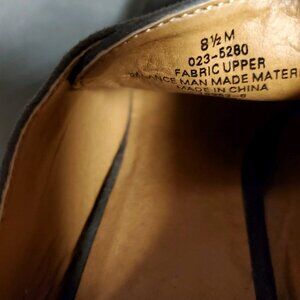 8½ M
023-5280
FABRIC UPPER
BALANCE MAN MADE MATER
MADE IN CHINA